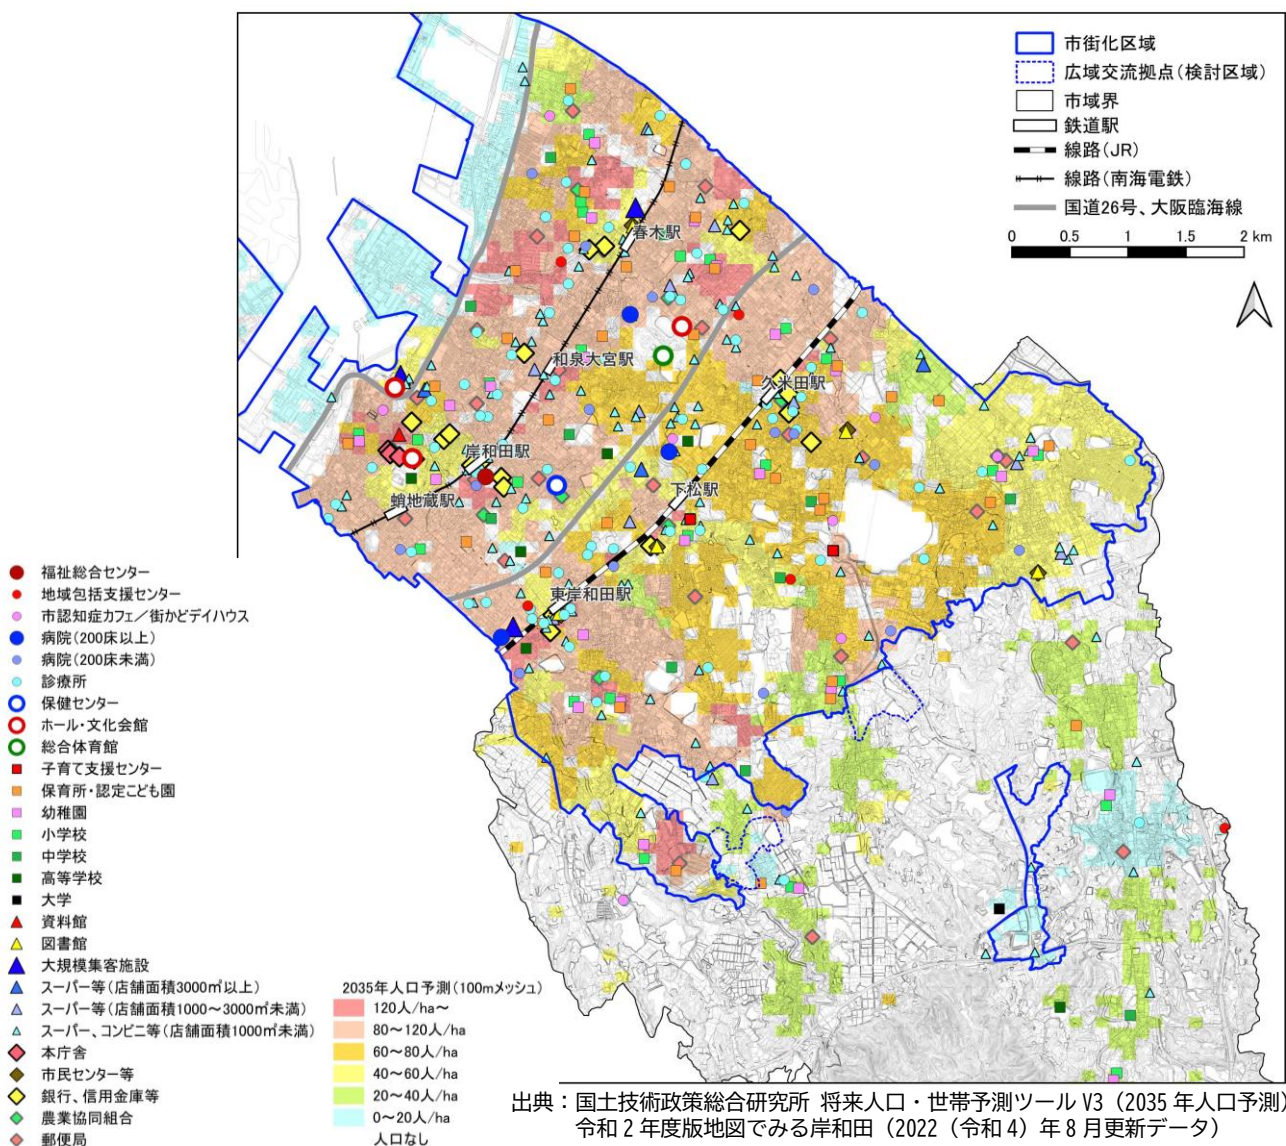 市街化区域
広域交流拠点(検討区域)
市域界
鉄道駅
線路(JR)
線路(南海電鉄)
国道26号、大阪臨海線
0 0.5 1 1.5 2 km
春木駅
和泉大宮駅
久米田駅
岸和田駅
下松駅
蛸地蔵駅
東岸和田駅
福祉総合センター
地域包括支援センター
市認知症カフェ/街かどデイハウス
病院(200床以上)
病院(200床未満)
診療所
保健センター
ホール・文化会館
総合体育館
子育て支援センター
保育所・認定こども園
幼稚園
小学校
中学校
高等学校
大学
資料館
図書館
大規模集客施設
スーパー等(店舗面積3000㎡以上)
スーパー等(店舗面積1000~3000㎡未満)
スーパー、コンビニ等(店舗面積1000㎡未満)
本庁舎
市民センター等
銀行、信用金庫等
農業協同組合
郵便局
2035年人口予測(100mメッシュ)
120人/ha~
80~120人/ha
60~80人/ha
40~60人/ha
20~40人/ha
0~20人/ha
人口なし
出典:国土技術政策総合研究所 将来人口・世帯予測ツール V3(2035 年人口予測)
令和 2 年度版地図でみる岸和田(2022(令和 4)年 8 月更新データ)